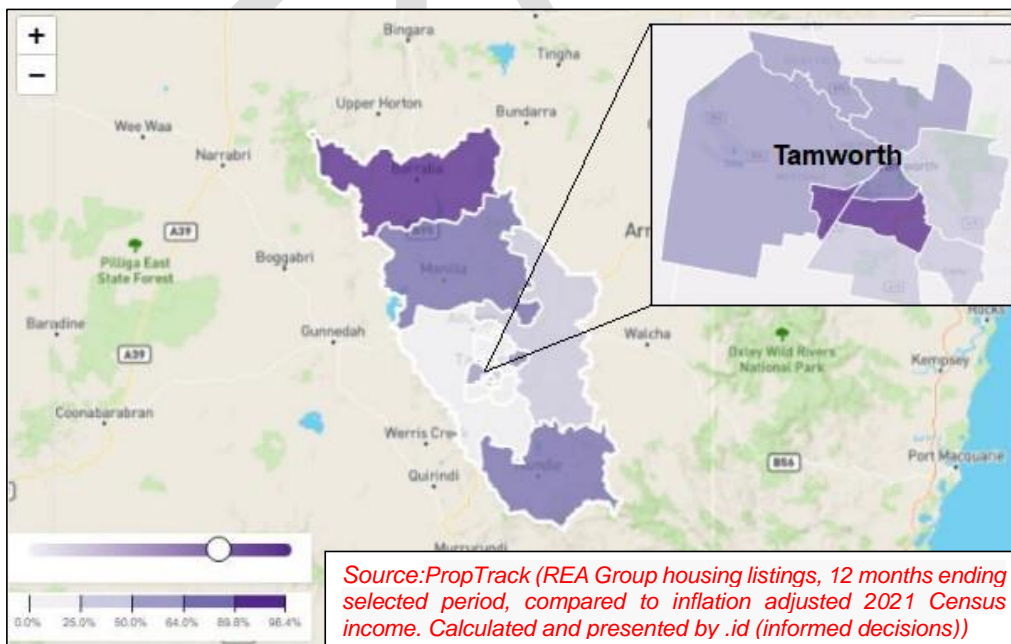 +
−
Bingara
Tingha
Upper Horton
Bundarra
Wee Waa
Narrabri
Barraba
Tamworth
A39
Manilla
Pilliga East
State Forest
Boggabri
Baradine
Gunnedah
Walcha
Rocks
A39
Oxley Wild Rivers
National Park
Kempsey
Coonabarabran
Werris Cre
Quirindi
B56
Port Macquarie
Murrurundi
0.0% 25.0% 50.0% 64.0% 89.8% 96.4%
Source:PropTrack (REA Group housing listings, 12 months ending
selected period, compared to inflation adjusted 2021 Census
income. Calculated and presented by .id (informed decisions))